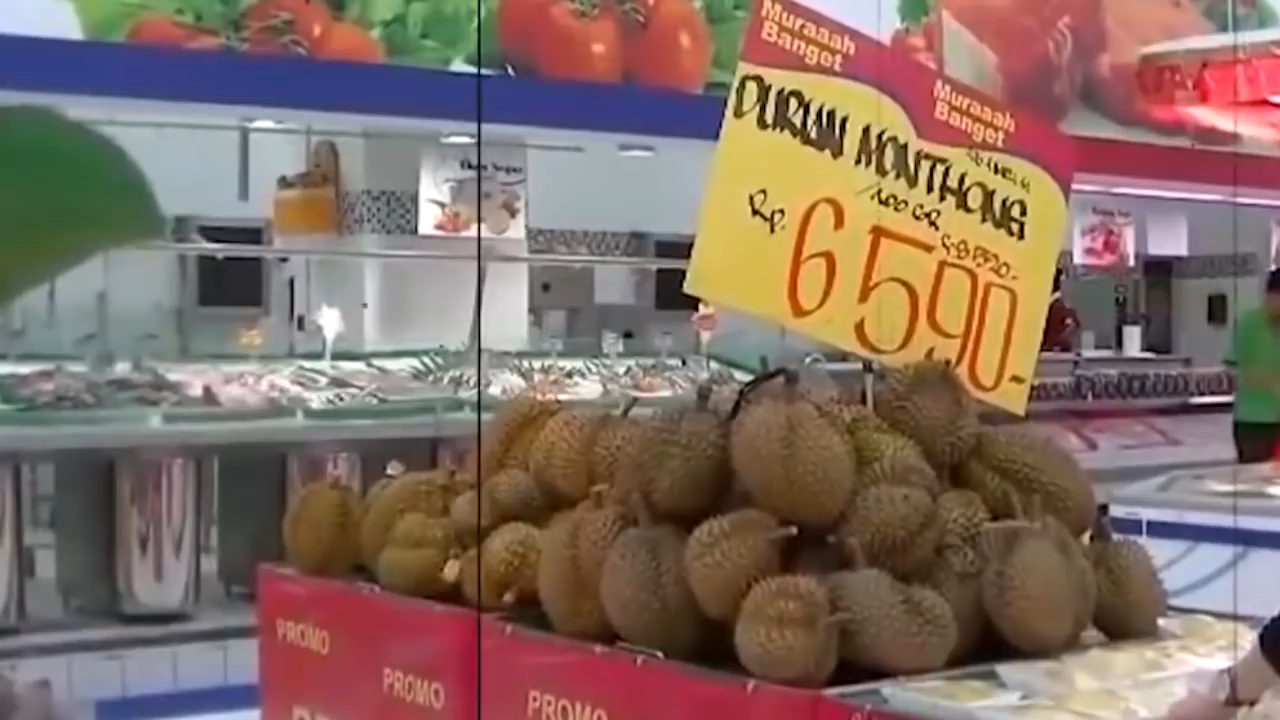 Muraaah
Banget
Muraaah
Banget
DURIAN MONTHONG
/100 GR
Rp. 6590-
PROMO
PROMO
PROMO